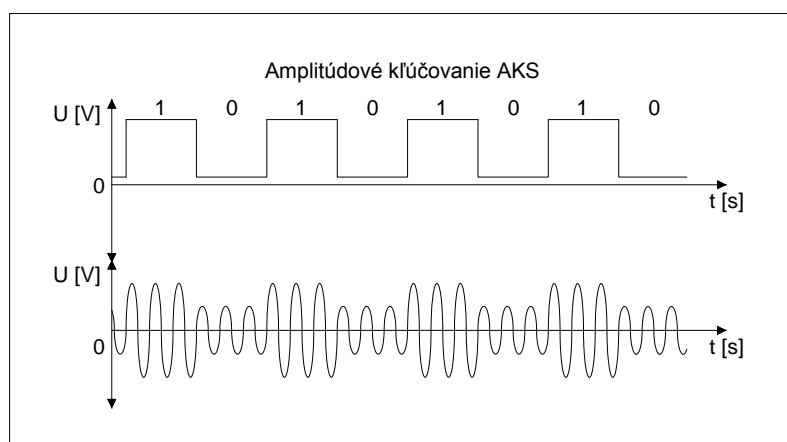 Amplitúdové kľúčovanie AKS
U [V] 1 0 1 0 1 0 1 0
0
t [s]
U [V]
0
t [s]